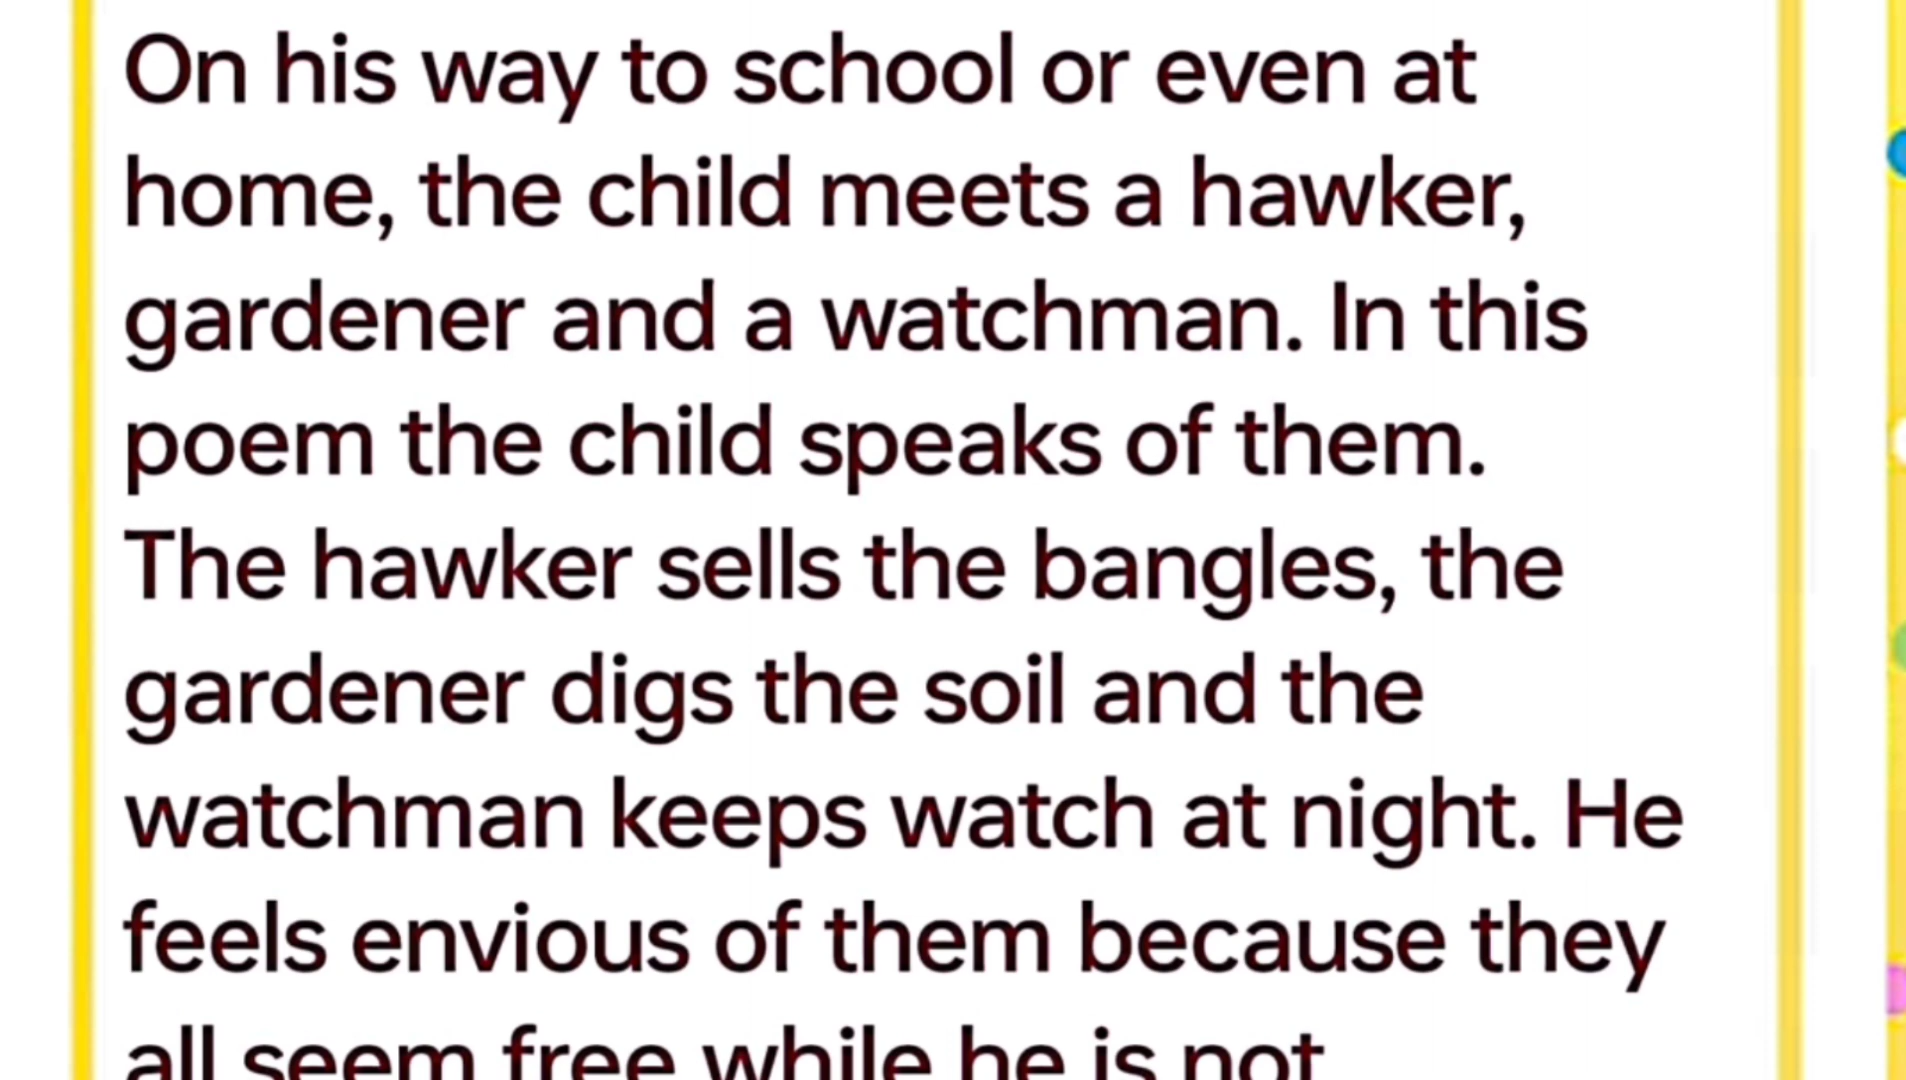 On his way to school or even at
home, the child meets a hawker,
gardener and a watchman. In this
poem the child speaks of them.
The hawker sells the bangles, the
gardener digs the soil and the
watchman keeps watch at night. He
feels envious of them because they
all seem free while he is not